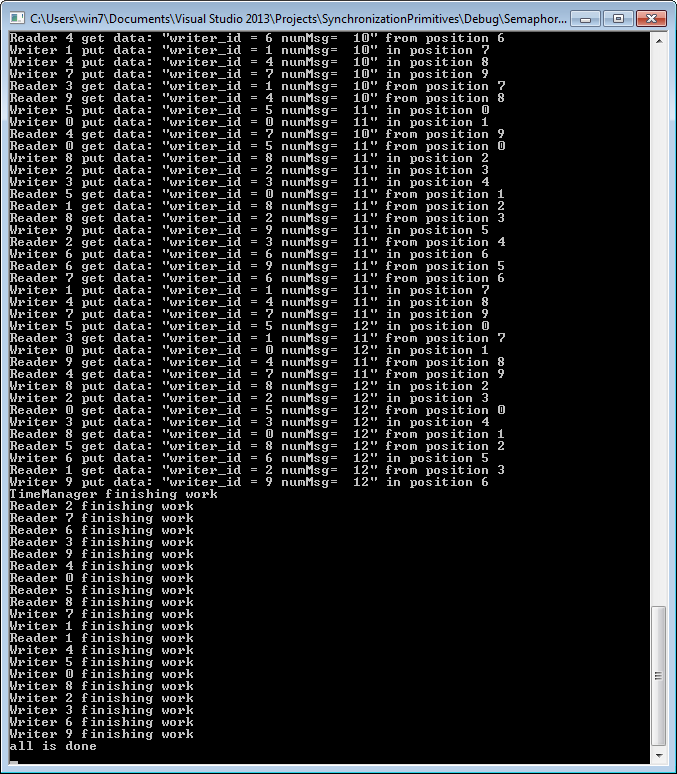 C:\Users\win7\Documents\Visual Studio 2013\Projects\SynchronizationPrimitives\Debug\Semaphor...
Reader 4 get data: "writer_id = 6 numMsg=  10" from position 6
Writer 1 put data: "writer_id = 1 numMsg=  10" in position 7
Writer 4 put data: "writer_id = 4 numMsg=  10" in position 8
Writer 7 put data: "writer_id = 7 numMsg=  10" in position 9
Reader 3 get data: "writer_id = 1 numMsg=  10" from position 7
Reader 9 get data: "writer_id = 4 numMsg=  10" from position 8
Writer 5 put data: "writer_id = 5 numMsg=  11" in position 0
Writer 0 put data: "writer_id = 0 numMsg=  11" in position 1
Reader 4 get data: "writer_id = 7 numMsg=  10" from position 9
Reader 0 get data: "writer_id = 5 numMsg=  11" from position 0
Writer 8 put data: "writer_id = 8 numMsg=  11" in position 2
Writer 2 put data: "writer_id = 2 numMsg=  11" in position 3
Writer 3 put data: "writer_id = 3 numMsg=  11" in position 4
Reader 5 get data: "writer_id = 0 numMsg=  11" from position 1
Reader 1 get data: "writer_id = 8 numMsg=  11" from position 2
Reader 8 get data: "writer_id = 2 numMsg=  11" from position 3
Writer 9 put data: "writer_id = 9 numMsg=  11" in position 5
Reader 2 get data: "writer_id = 3 numMsg=  11" from position 4
Writer 6 put data: "writer_id = 6 numMsg=  11" in position 6
Reader 6 get data: "writer_id = 9 numMsg=  11" from position 5
Reader 7 get data: "writer_id = 6 numMsg=  11" from position 6
Writer 1 put data: "writer_id = 1 numMsg=  11" in position 7
Writer 4 put data: "writer_id = 4 numMsg=  11" in position 8
Writer 7 put data: "writer_id = 7 numMsg=  11" in position 9
Writer 5 put data: "writer_id = 5 numMsg=  12" in position 0
Reader 3 get data: "writer_id = 1 numMsg=  11" from position 7
Writer 0 put data: "writer_id = 0 numMsg=  12" in position 1
Reader 9 get data: "writer_id = 4 numMsg=  11" from position 8
Reader 4 get data: "writer_id = 7 numMsg=  11" from position 9
Writer 8 put data: "writer_id = 8 numMsg=  12" in position 2
Writer 2 put data: "writer_id = 2 numMsg=  12" in position 3
Reader 0 get data: "writer_id = 5 numMsg=  12" from position 0
Writer 3 put data: "writer_id = 3 numMsg=  12" in position 4
Reader 8 get data: "writer_id = 0 numMsg=  12" from position 1
Reader 5 get data: "writer_id = 8 numMsg=  12" from position 2
Writer 6 put data: "writer_id = 6 numMsg=  12" in position 5
Reader 1 get data: "writer_id = 2 numMsg=  12" from position 3
Writer 9 put data: "writer_id = 9 numMsg=  12" in position 6
TimeManager finishing work
Reader 2 finishing work
Reader 7 finishing work
Reader 6 finishing work
Reader 3 finishing work
Reader 9 finishing work
Reader 4 finishing work
Reader 0 finishing work
Reader 5 finishing work
Reader 8 finishing work
Writer 7 finishing work
Writer 1 finishing work
Reader 1 finishing work
Writer 4 finishing work
Writer 5 finishing work
Writer 0 finishing work
Writer 8 finishing work
Writer 2 finishing work
Writer 3 finishing work
Writer 6 finishing work
Writer 9 finishing work
all is done